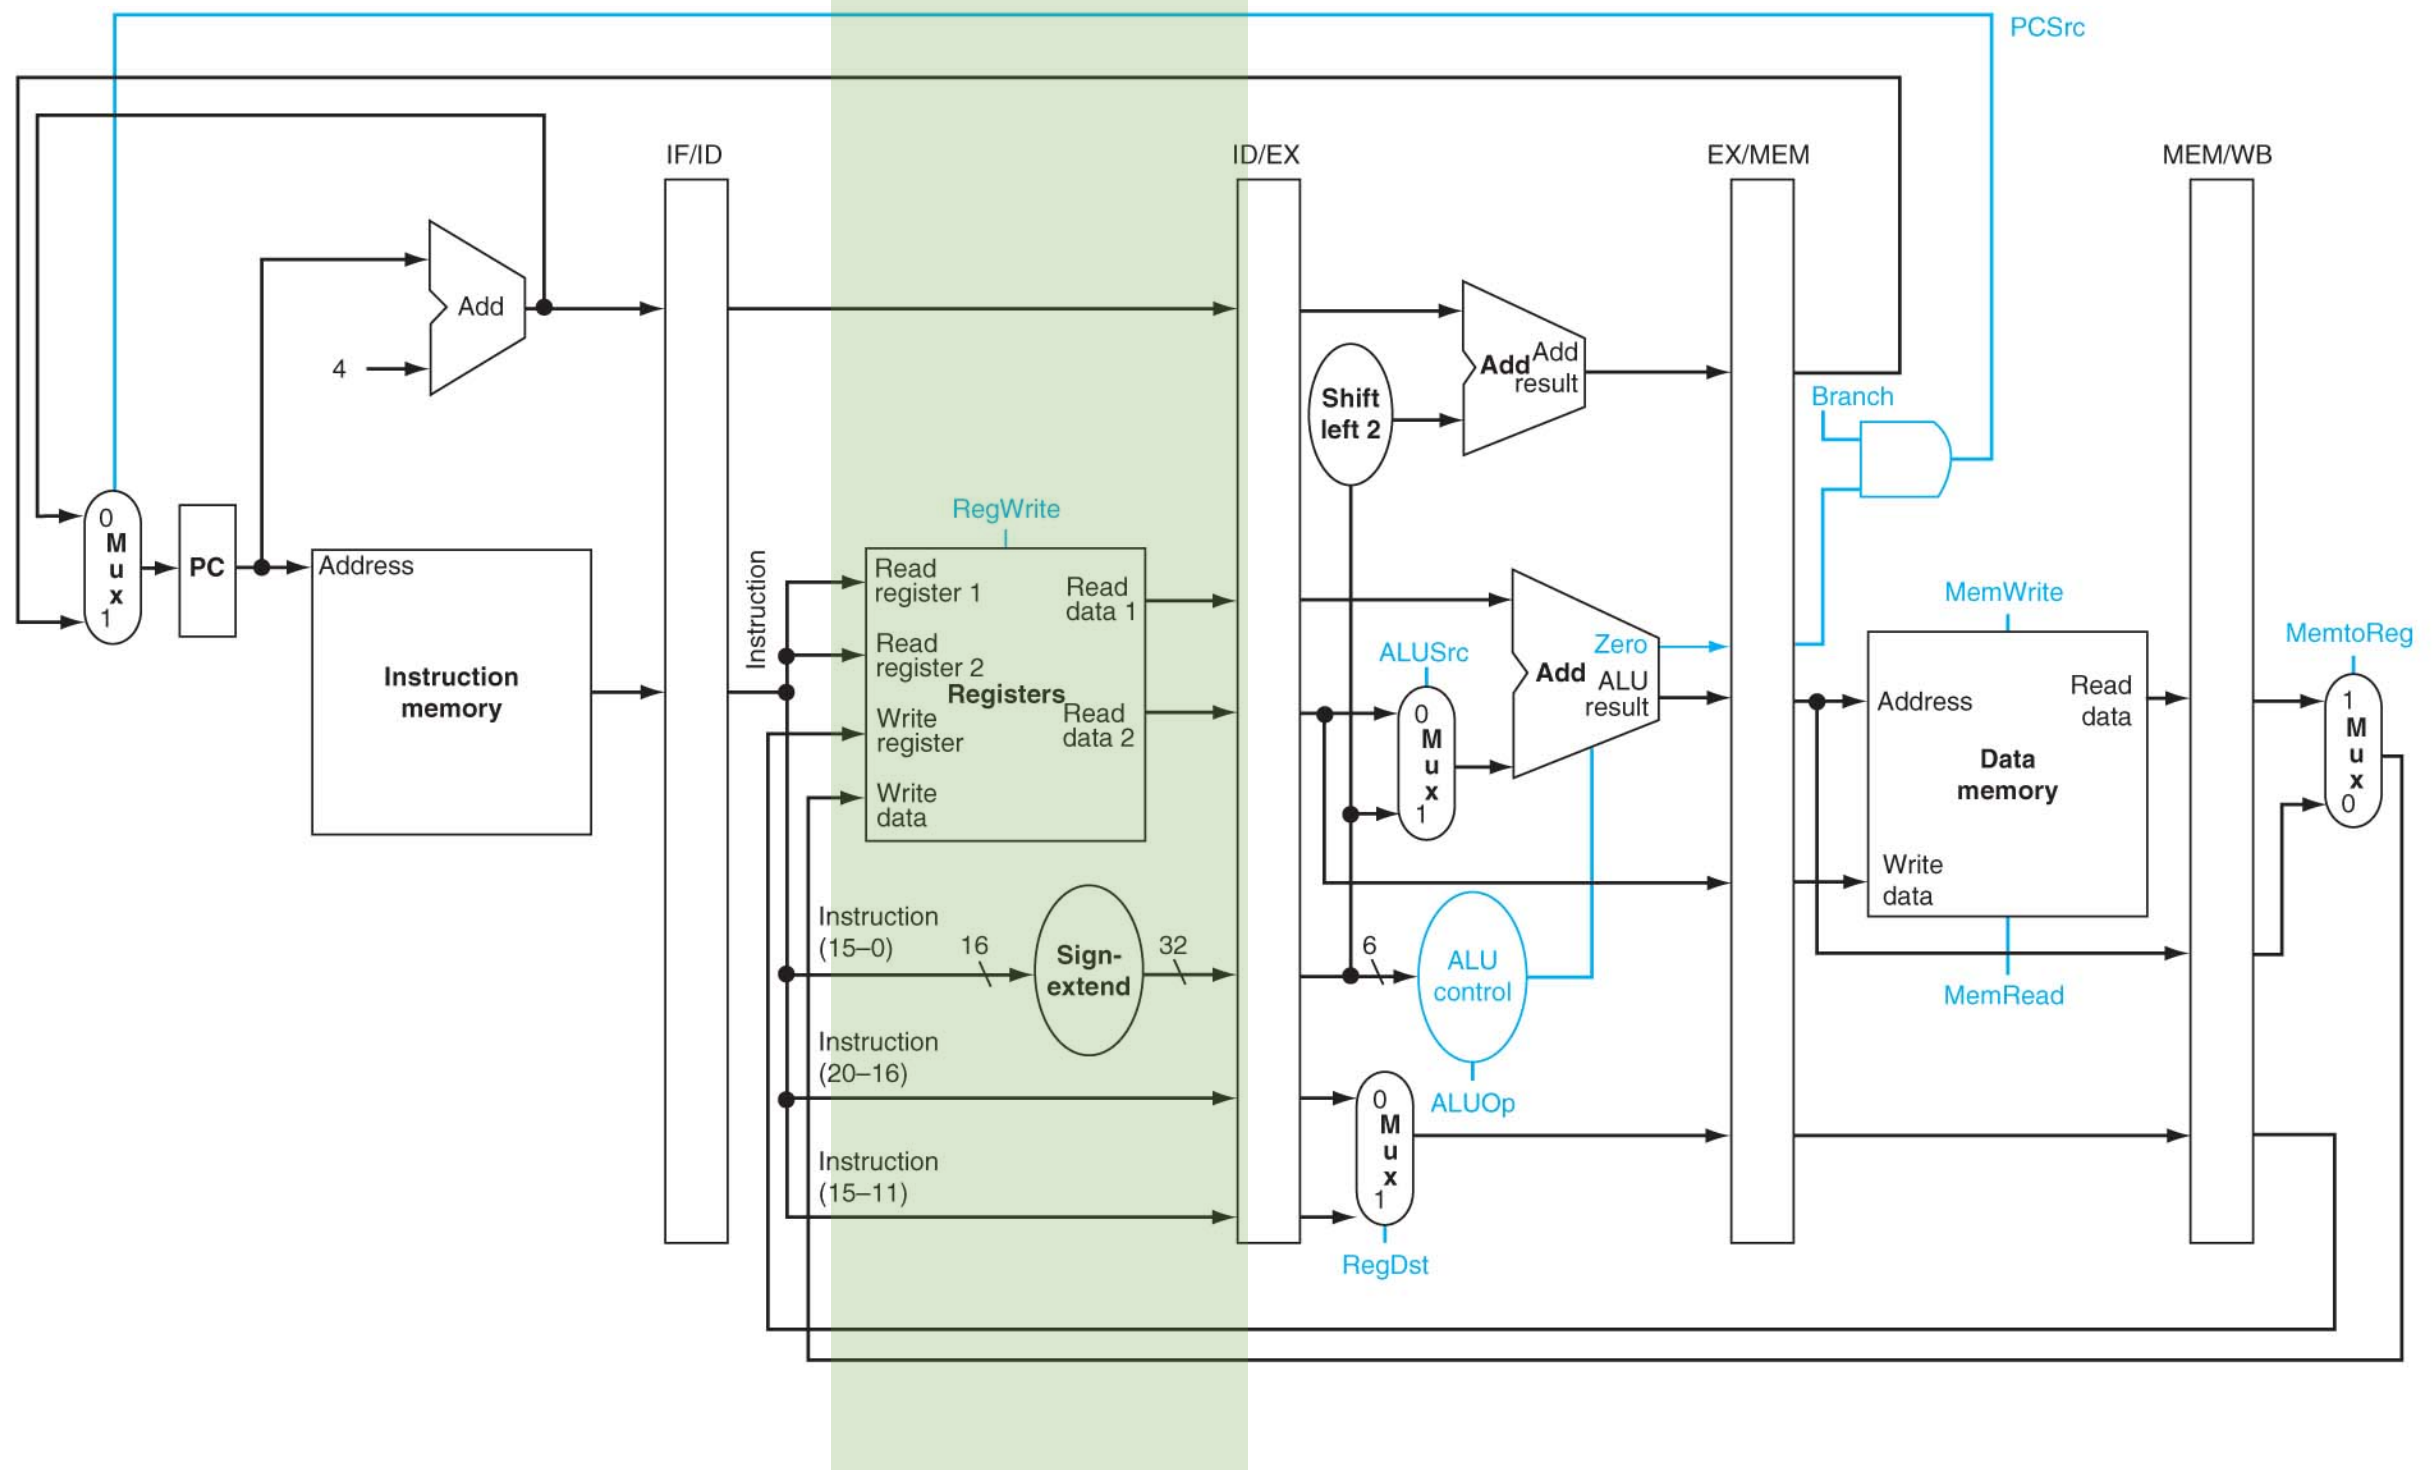 PCSrc
IF/ID
ID/EX
EX/MEM
MEM/WB
Add
4
Add
Add
result
Shift
left 2
Branch
0
M
u
x
1
PC
Address
Instruction
memory
Instruction
RegWrite
Read
register 1
Read
register 2
Write
register
Write
data
Registers
Read
data 1
Read
data 2
ALUSrc
0
M
u
x
1
Zero
Add
ALU
result
MemWrite
Address
Read
data
Data
memory
Write
data
MemRead
MemtoReg
1
M
u
x
0
Instruction
(15–0)
16
Sign-
extend
32
6
ALU
control
ALUOp
Instruction
(20–16)
Instruction
(15–11)
0
M
u
x
1
RegDst